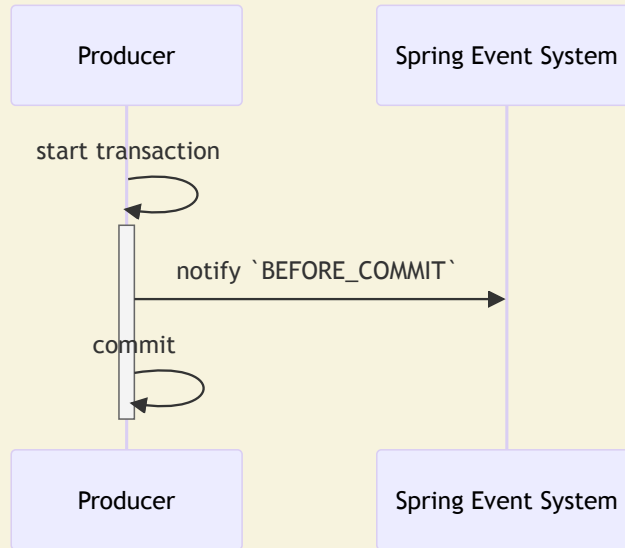 Producer
Spring Event System
start transaction
notify `BEFORE_COMMIT`
commit
Producer
Spring Event System